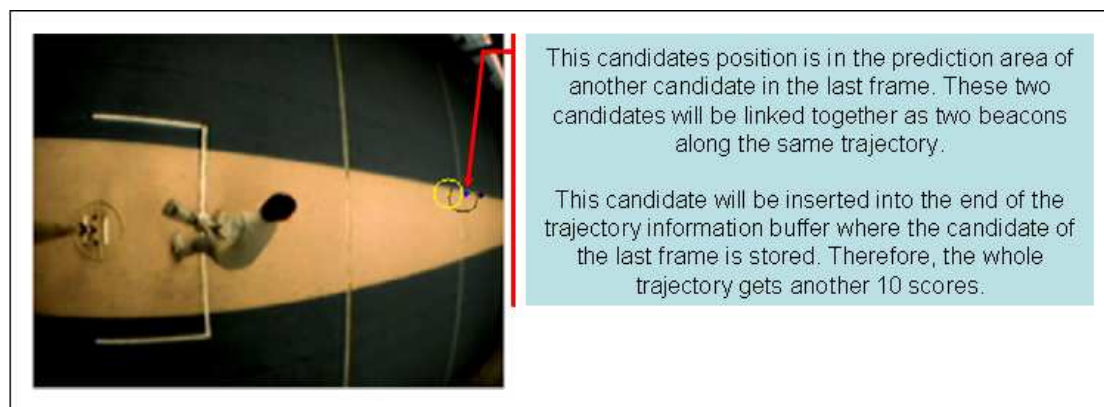 This candidates position is in the prediction area of
another candidate in the last frame. These two
candidates will be linked together as two beacons
along the same trajectory.
This candidate will be inserted into the end of the
trajectory information buffer where the candidate of
the last frame is stored. Therefore, the whole
trajectory gets another 10 scores.